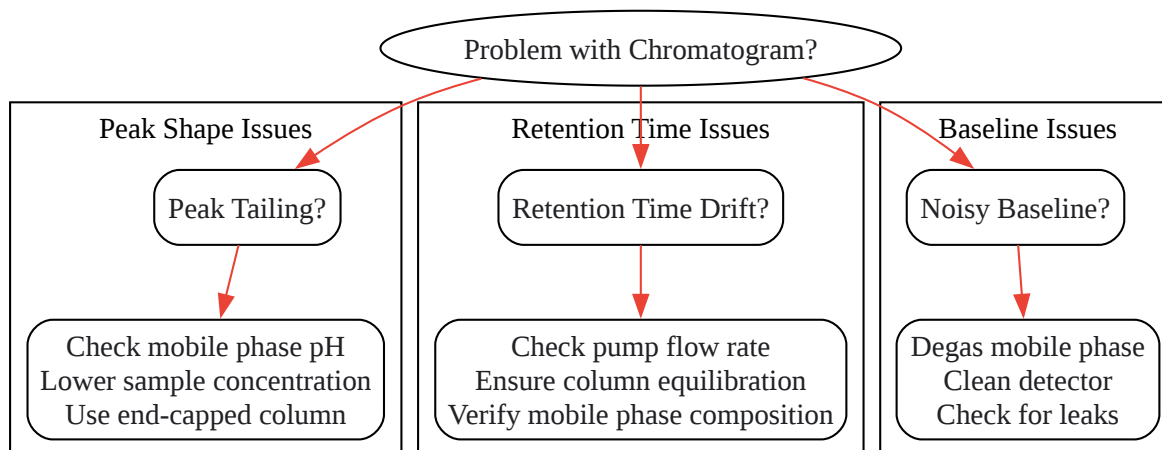 Problem with Chromatogram?
Peak Shape Issues
Peak Tailing?
Check mobile phase pH
Lower sample concentration
Use end-capped column
Retention Time Issues
Retention Time Drift?
Check pump flow rate
Ensure column equilibration
Verify mobile phase composition
Baseline Issues
Noisy Baseline?
Degas mobile phase
Clean detector
Check for leaks